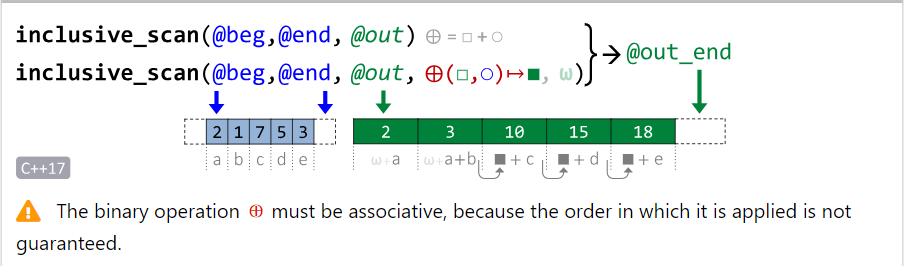 inclusive_scan(@beg,@end, @out) ⊕ = □ + ○
inclusive_scan(@beg,@end, @out, ⊕(□,○)↦■, ω)
→ @out_end
2 1 7 5 3
2 3 10 15 18
a b c d e
ω+a ω+a+b ■ + c ■ + d ■ + e
C++17
The binary operation ⊕ must be associative, because the order in which it is applied is not
guaranteed.